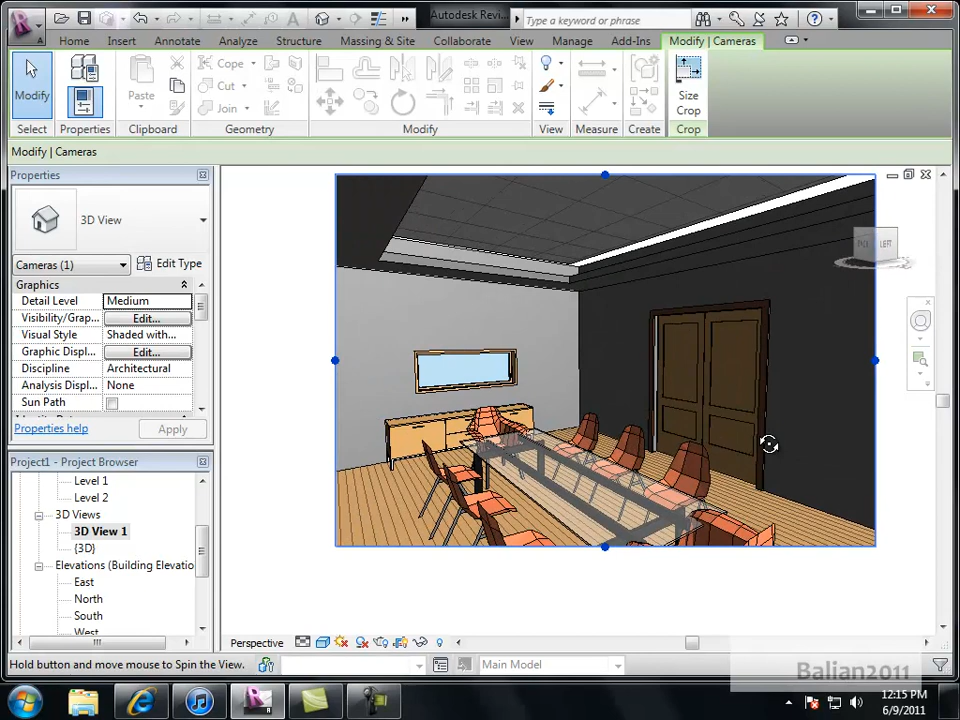 Autodesk Revi...
Type a keyword or phrase
Home
Insert
Annotate
Analyze
Structure
Massing & Site
Collaborate
View
Manage
Add-Ins
Modify | Cameras
Modify
Paste
Cope
Cut
Join
Size
Crop
Select
Properties
Clipboard
Geometry
Modify
View
Measure
Create
Crop
Modify | Cameras
Properties
3D View
Cameras (1)
Edit Type
Graphics
Detail Level
Medium
Visibility/Grap...
Edit...
Visual Style
Shaded with...
Graphic Displ...
Edit...
Discipline
Architectural
Analysis Displ...
None
Sun Path
Properties help
Apply
Project1 - Project Browser
Level 1
Level 2
3D Views
3D View 1
{3D}
Elevations (Building Elevatio
East
North
South
West
LEFT
Perspective
Hold button and move mouse to Spin the View.
Main Model
Balian2011
12:15 PM
6/9/2011